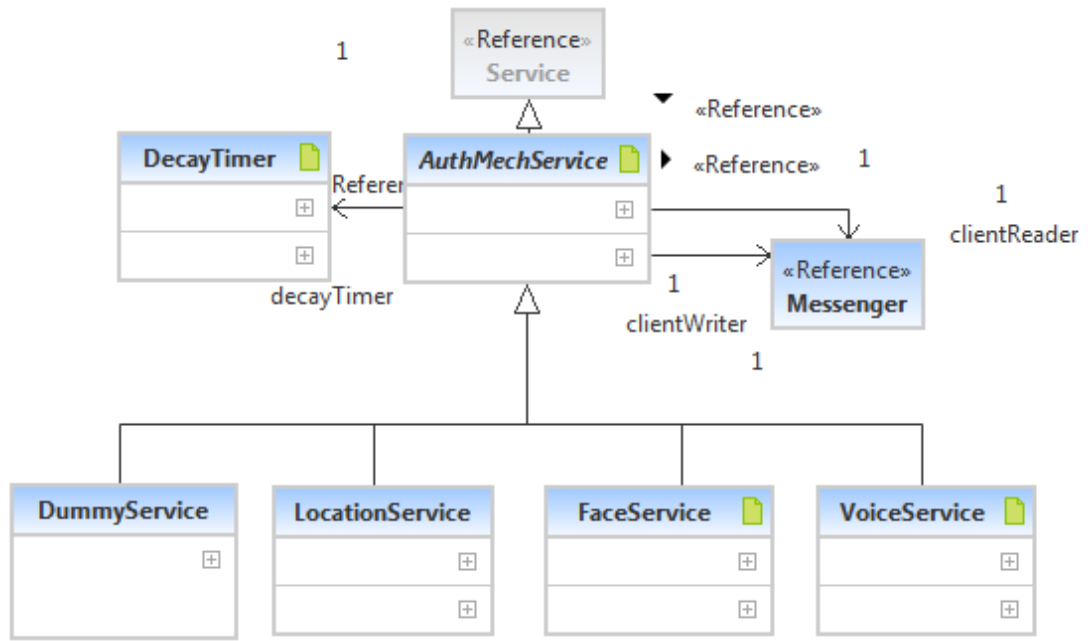 1
«Reference»
Service
«Reference»
DecayTimer
AuthMechService
«Reference»
1
Referer
1
clientReader
«Reference»
Messenger
decayTimer
1
clientWriter
1
DummyService
LocationService
FaceService
VoiceService